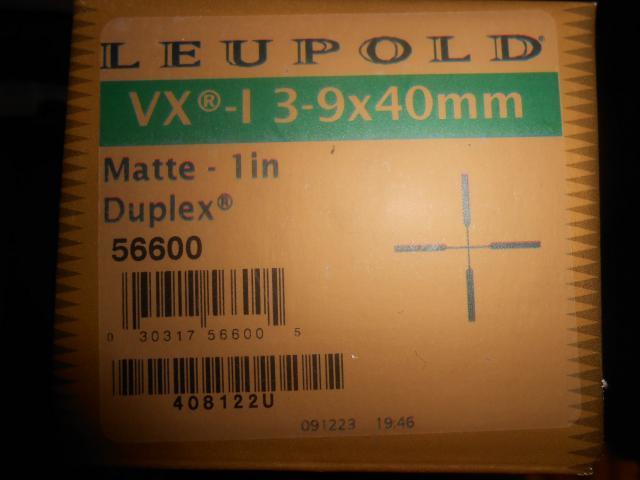 LEUPOLD®
VX®-I 3-9x40mm
Matte - 1in
Duplex®
56600
0 30317 56600 5
408122U
091223 19:46